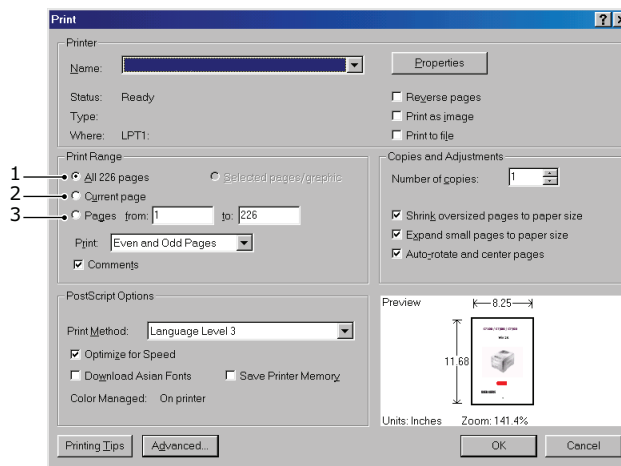 Print
Printer
Name:
Properties
Status: Ready
Type:
Where: LPT1:
Reverse pages
Print as image
Print to file
Print Range
1 All 226 pages
Selected pages/graphic
2 Current page
3 Pages from: 1 to: 226
Print: Even and Odd Pages
Comments
Copies and Adjustments
Number of copies: 1
Shrink oversized pages to paper size
Expand small pages to paper size
Auto-rotate and center pages
PostScript Options
Print Method: Language Level 3
Optimize for Speed
Download Asian Fonts
Save Printer Memory
Color Managed: On printer
Preview
8.25
11.68
Units: Inches Zoom: 141.4%
Printing Tips
Advanced...
OK
Cancel